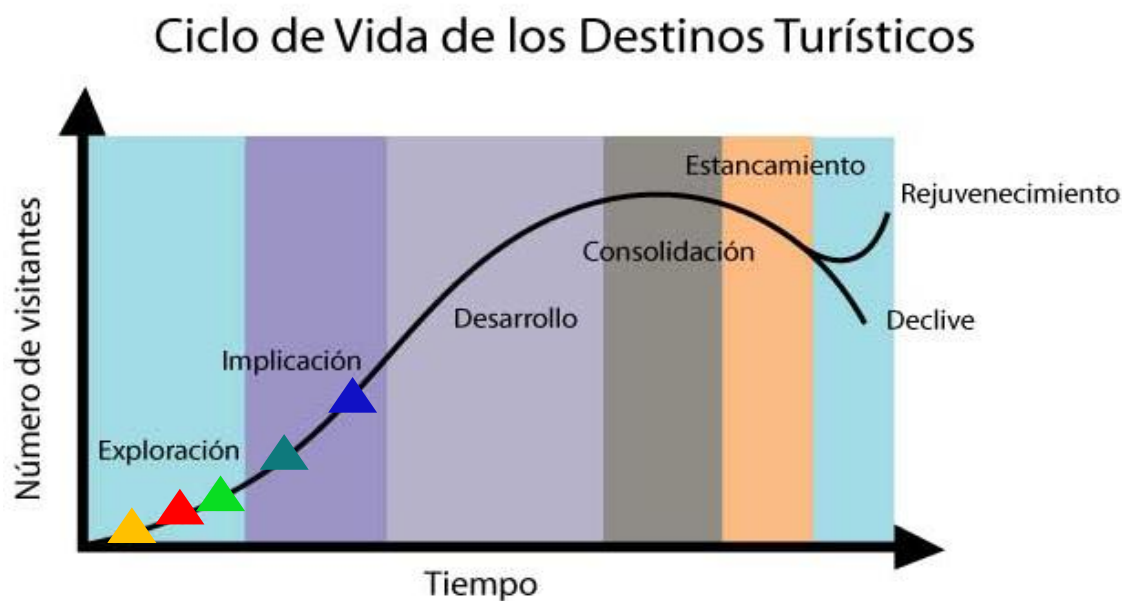 Ciclo de Vida de los Destinos Turísticos
Número de visitantes
Estancamiento
Rejuvenecimiento
Consolidación
Desarrollo
Declive
Implicación
Exploración
Tiempo